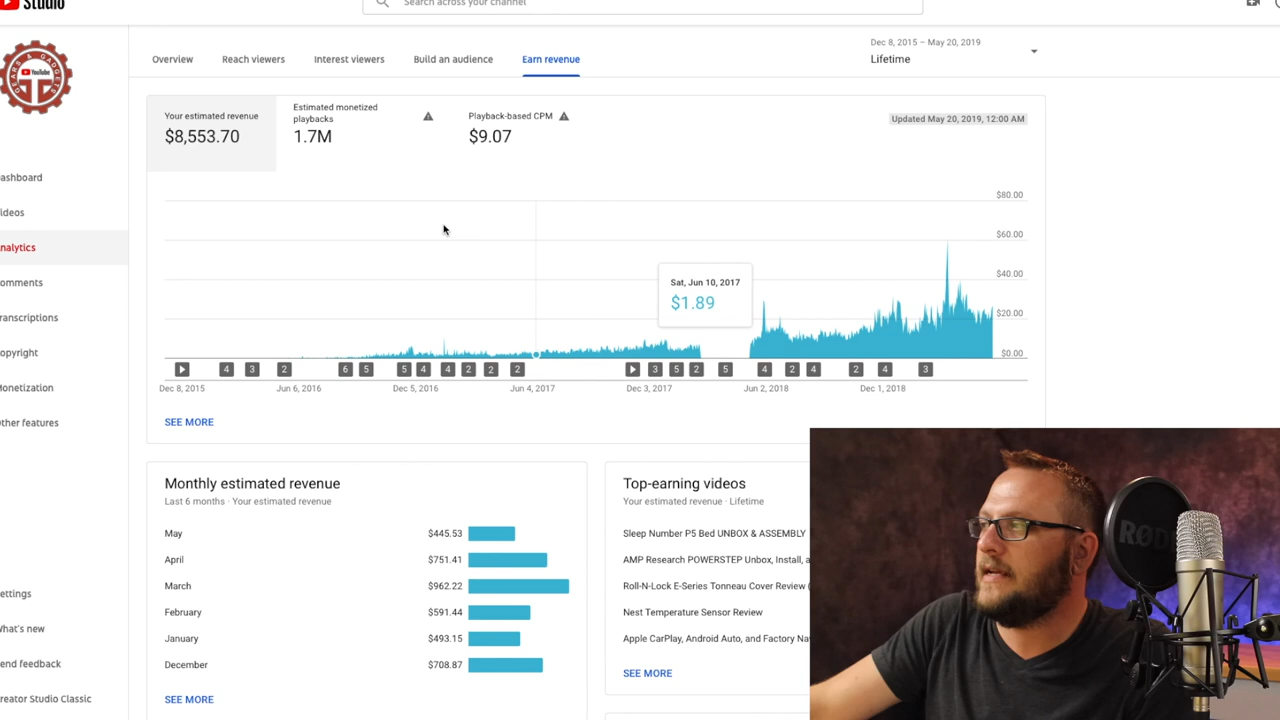 Studio
Search across your channel
GEARS & GADGETS
YouTube
Overview
Reach viewers
Interest viewers
Build an audience
Earn revenue
Dec 8, 2015 – May 20, 2019
Lifetime
Your estimated revenue
$8,553.70
Estimated monetized
playbacks
1.7M
Playback-based CPM
$9.07
Updated May 20, 2019, 12:00 AM
ashboard
ideos
nalytics
omments
ranscriptions
opyright
onetization
ther features
ettings
hat's new
end feedback
reator Studio Classic
$80.00
$60.00
$40.00
$20.00
$0.00
Sat, Jun 10, 2017
$1.89
4 3 2 6 5 5 4 4 2 2 2 3 5 2 5 4 2 4 2 4 3
Dec 8, 2015 Jun 6, 2016 Dec 5, 2016 Jun 4, 2017 Dec 3, 2017 Jun 2, 2018 Dec 1, 2018
SEE MORE
Monthly estimated revenue
Last 6 months · Your estimated revenue
May $445.53
April $751.41
March $962.22
February $591.44
January $493.15
December $708.87
SEE MORE
Top-earning videos
Your estimated revenue · Lifetime
Sleep Number P5 Bed UNBOX & ASSEMBLY
AMP Research POWERSTEP Unbox, Install, a
Roll-N-Lock E-Series Tonneau Cover Review (
Nest Temperature Sensor Review
Apple CarPlay, Android Auto, and Factory Na
SEE MORE
RØDE